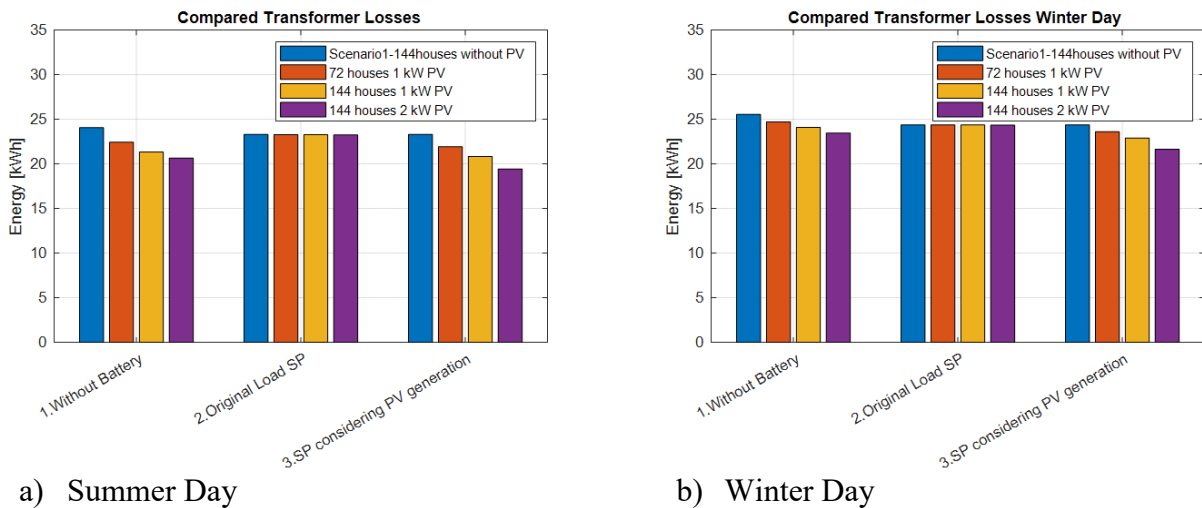 Compared Transformer Losses
35
30
25
20
15
10
5
0
Energy [kWh]
Scenario1-144houses without PV
72 houses 1 kW PV
144 houses 1 kW PV
144 houses 2 kW PV
1.Without Battery
2.Original Load SP
3.SP considering PV generation
a) Summer Day
Compared Transformer Losses Winter Day
35
30
25
20
15
10
5
0
Energy [kWh]
Scenario1-144houses without PV
72 houses 1 kW PV
144 houses 1 kW PV
144 houses 2 kW PV
1.Without Battery
2.Original Load SP
3.SP considering PV generation
b) Winter Day